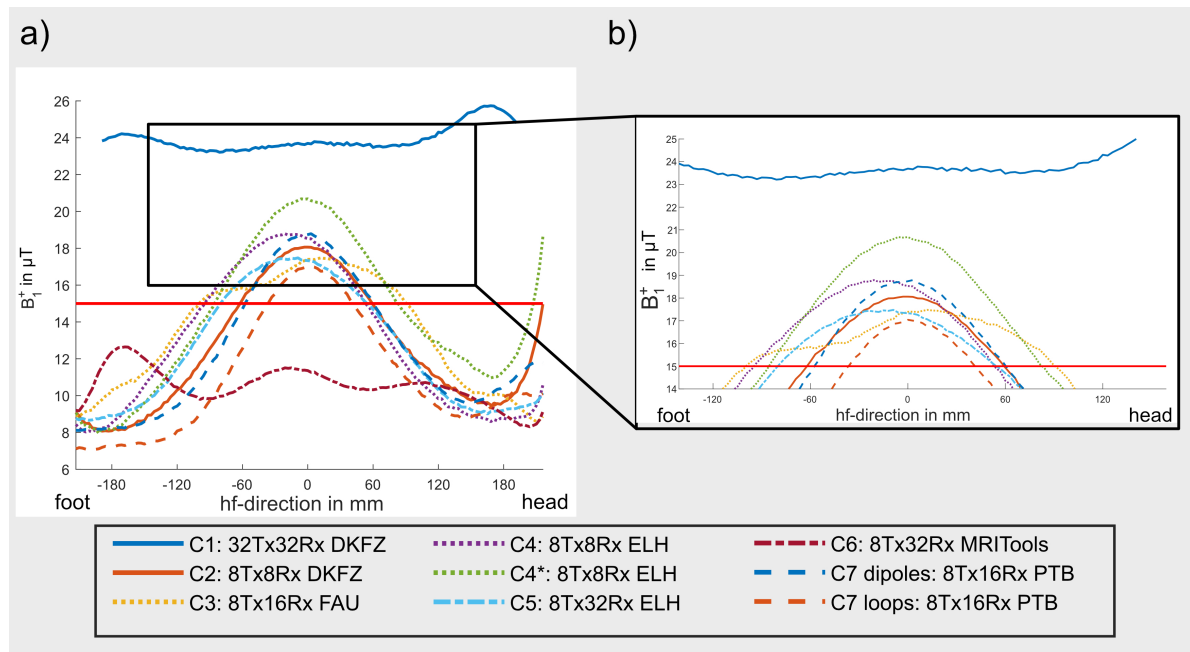 a)
b)
26
24
22
20
18
16
14
12
10
8
6
B₁⁺ in µT
-180 -120 -60 0 60 120 180
foot hf-direction in mm head
25
24
23
22
21
20
19
18
17
16
15
14
B₁⁺ in µT
-120 -60 0 60 120
foot hf-direction in mm head
C1: 32Tx32Rx DKFZ
C2: 8Tx8Rx DKFZ
C3: 8Tx16Rx FAU
C4: 8Tx8Rx ELH
C4*: 8Tx8Rx ELH
C5: 8Tx32Rx ELH
C6: 8Tx32Rx MRITools
C7 dipoles: 8Tx16Rx PTB
C7 loops: 8Tx16Rx PTB